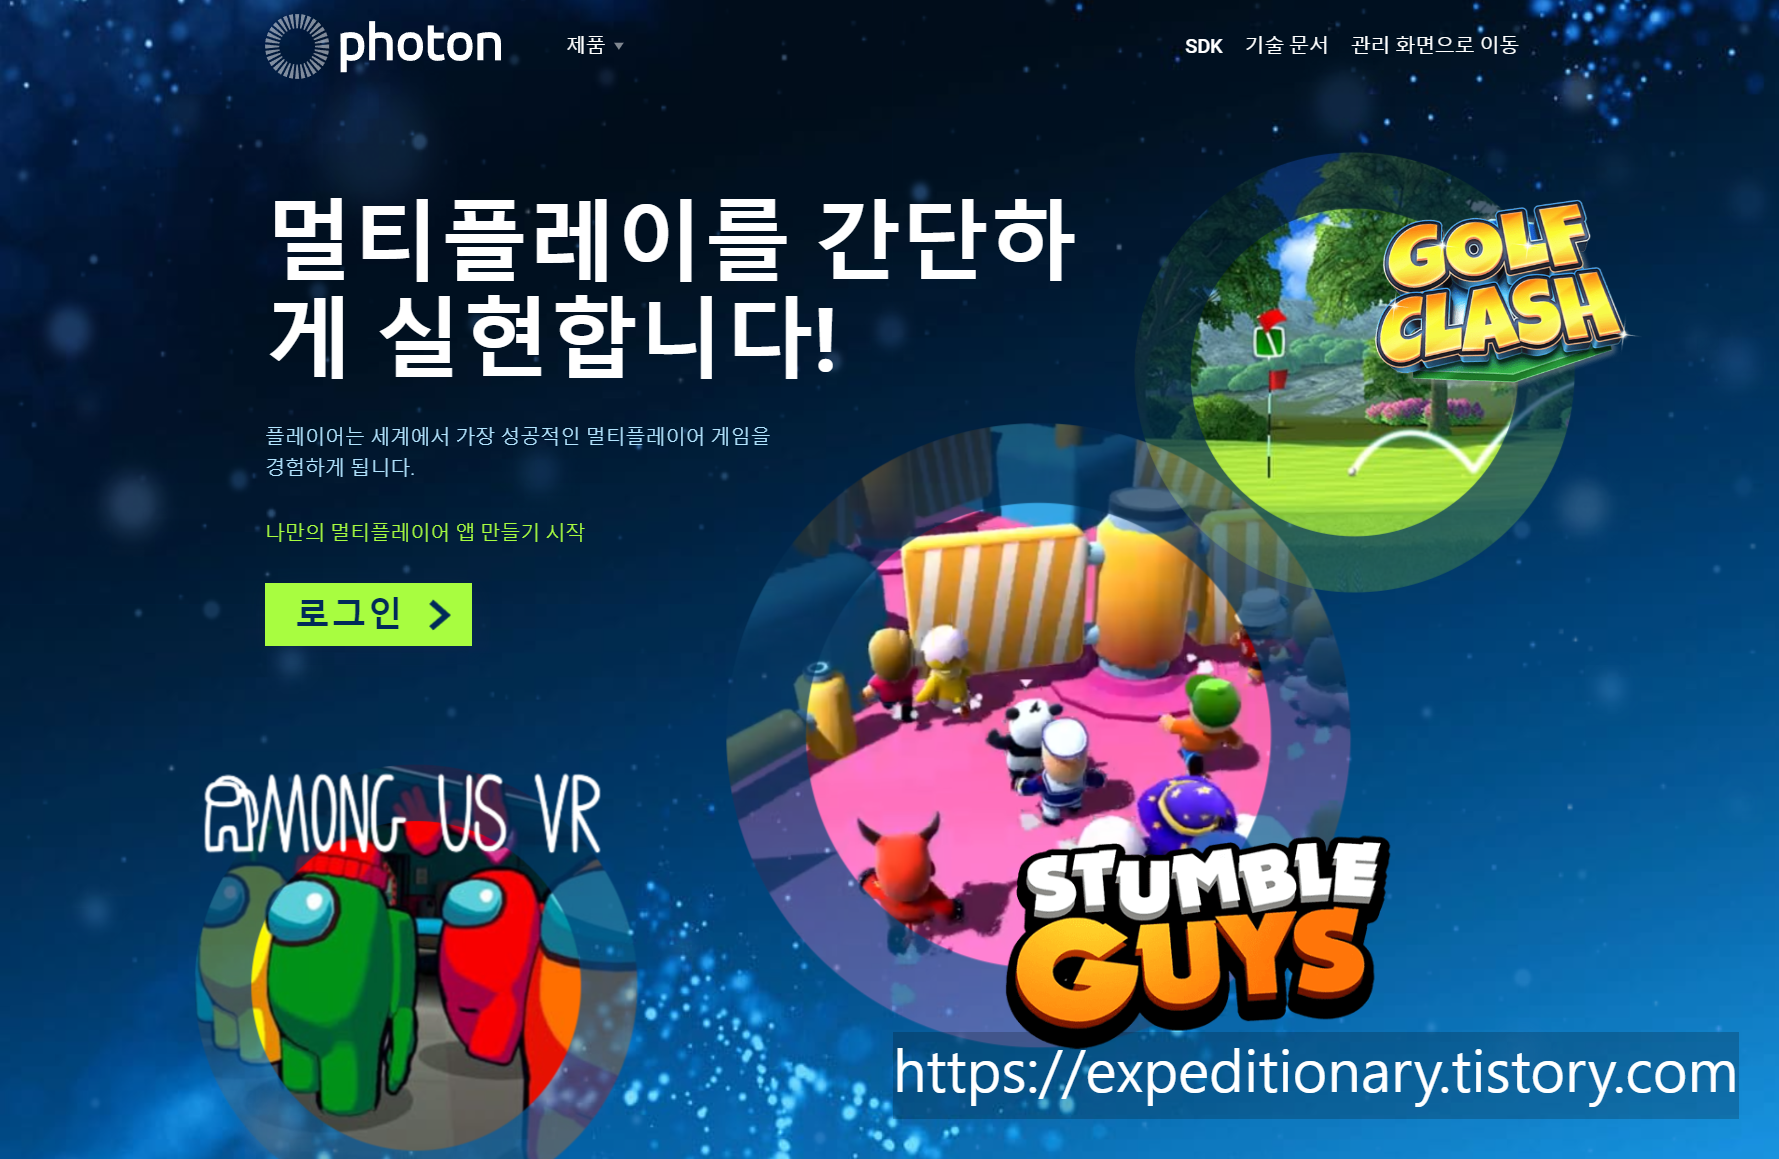 photon
제품
SDK
기술 문서
관리 화면으로 이동
멀티플레이를 간단하
게 실현합니다!
플레이어는 세계에서 가장 성공적인 멀티플레이어 게임을
경험하게 됩니다.
나만의 멀티플레이어 앱 만들기 시작
로그인
GOLF
CLASH
AMONG US VR
STUMBLE
GUYS
https://expeditionary.tistory.com